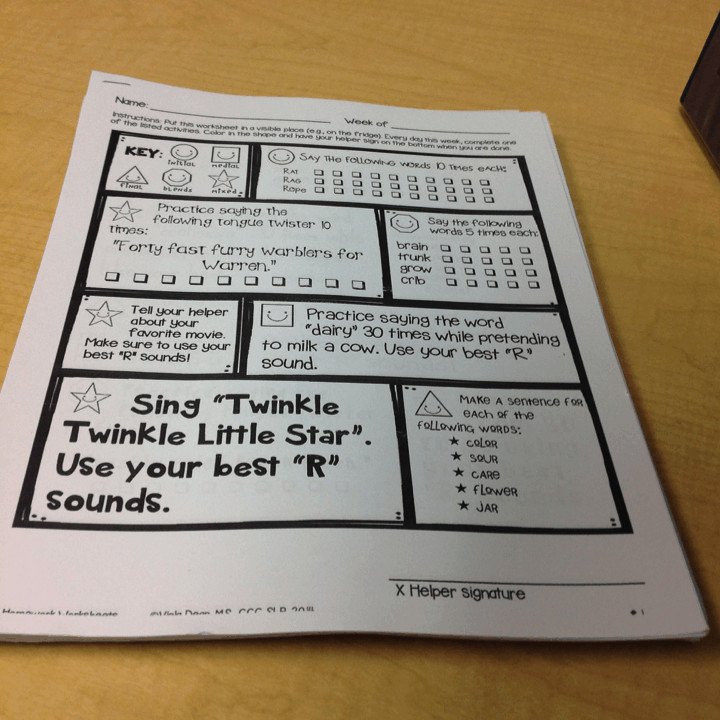 Name:
Week of
Instructions: Put this worksheet in a visible place (e.g., on the fridge). Every day this week, complete one
of the listed activities. Color in the shape and have your helper sign on the bottom when you are done.
KEY:
initial
medial
final
blends
mixed
Say the following words 10 times each:
Rat
Rag
Rope
Practice saying the
following tongue twister 10
times:
"Forty fast furry warblers for
Warren."
Say the following
words 5 times each:
brain
trunk
grow
crib
Tell your helper
about your
favorite movie.
Make sure to use your
best "R" sounds!
Practice saying the word
"dairy" 30 times while pretending
to milk a cow. Use your best "R"
sound.
Sing "Twinkle
Twinkle Little Star".
Use your best "R"
sounds.
Make a sentence for
each of the
following words:
color
sour
care
flower
jar
X Helper Signature
Homework Worksheets
MS, CCC SLP 2014
1